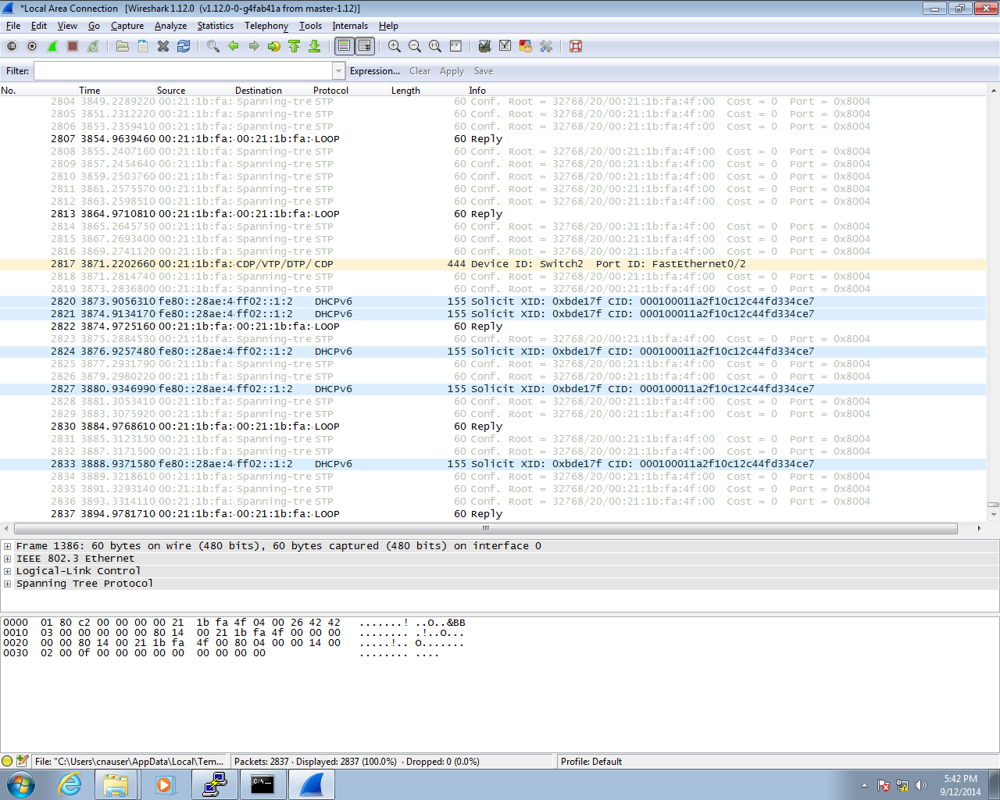 *Local Area Connection   [Wireshark 1.12.0  (v1.12.0-0-g4fab41a from master-1.12)]
File Edit View Go Capture Analyze Statistics Telephony Tools Internals Help
Filter: Expression... Clear Apply Save
No. Time Source Destination Protocol Length Info
2804 3849.2289220 00:21:1b:fa: Spanning-tre STP 60 Conf. Root = 32768/20/00:21:1b:fa:4f:00  Cost = 0  Port = 0x8004
2805 3851.2312220 00:21:1b:fa: Spanning-tre STP 60 Conf. Root = 32768/20/00:21:1b:fa:4f:00  Cost = 0  Port = 0x8004
2806 3853.2359410 00:21:1b:fa: Spanning-tre STP 60 Conf. Root = 32768/20/00:21:1b:fa:4f:00  Cost = 0  Port = 0x8004
2807 3854.9639460 00:21:1b:fa: 00:21:1b:fa: LOOP 60 Reply
2808 3855.2407160 00:21:1b:fa: Spanning-tre STP 60 Conf. Root = 32768/20/00:21:1b:fa:4f:00  Cost = 0  Port = 0x8004
2809 3857.2454640 00:21:1b:fa: Spanning-tre STP 60 Conf. Root = 32768/20/00:21:1b:fa:4f:00  Cost = 0  Port = 0x8004
2810 3859.2503760 00:21:1b:fa: Spanning-tre STP 60 Conf. Root = 32768/20/00:21:1b:fa:4f:00  Cost = 0  Port = 0x8004
2811 3861.2575570 00:21:1b:fa: Spanning-tre STP 60 Conf. Root = 32768/20/00:21:1b:fa:4f:00  Cost = 0  Port = 0x8004
2812 3863.2598510 00:21:1b:fa: Spanning-tre STP 60 Conf. Root = 32768/20/00:21:1b:fa:4f:00  Cost = 0  Port = 0x8004
2813 3864.9710810 00:21:1b:fa: 00:21:1b:fa: LOOP 60 Reply
2814 3865.2645750 00:21:1b:fa: Spanning-tre STP 60 Conf. Root = 32768/20/00:21:1b:fa:4f:00  Cost = 0  Port = 0x8004
2815 3867.2693400 00:21:1b:fa: Spanning-tre STP 60 Conf. Root = 32768/20/00:21:1b:fa:4f:00  Cost = 0  Port = 0x8004
2816 3869.2741120 00:21:1b:fa: Spanning-tre STP 60 Conf. Root = 32768/20/00:21:1b:fa:4f:00  Cost = 0  Port = 0x8004
2817 3871.2202660 00:21:1b:fa: CDP/VTP/DTP/ CDP 444 Device ID: Switch2  Port ID: FastEthernet0/2
2818 3871.2814740 00:21:1b:fa: Spanning-tre STP 60 Conf. Root = 32768/20/00:21:1b:fa:4f:00  Cost = 0  Port = 0x8004
2819 3873.2836800 00:21:1b:fa: Spanning-tre STP 60 Conf. Root = 32768/20/00:21:1b:fa:4f:00  Cost = 0  Port = 0x8004
2820 3873.9056310 fe80::28ae:4 ff02::1:2 DHCPv6 155 Solicit XID: 0xbde17f CID: 000100011a2f10c12c44fd334ce7
2821 3874.9134170 fe80::28ae:4 ff02::1:2 DHCPv6 155 Solicit XID: 0xbde17f CID: 000100011a2f10c12c44fd334ce7
2822 3874.9725160 00:21:1b:fa: 00:21:1b:fa: LOOP 60 Reply
2823 3875.2884530 00:21:1b:fa: Spanning-tre STP 60 Conf. Root = 32768/20/00:21:1b:fa:4f:00  Cost = 0  Port = 0x8004
2824 3876.9257480 fe80::28ae:4 ff02::1:2 DHCPv6 155 Solicit XID: 0xbde17f CID: 000100011a2f10c12c44fd334ce7
2825 3877.2931790 00:21:1b:fa: Spanning-tre STP 60 Conf. Root = 32768/20/00:21:1b:fa:4f:00  Cost = 0  Port = 0x8004
2826 3879.2980220 00:21:1b:fa: Spanning-tre STP 60 Conf. Root = 32768/20/00:21:1b:fa:4f:00  Cost = 0  Port = 0x8004
2827 3880.9346990 fe80::28ae:4 ff02::1:2 DHCPv6 155 Solicit XID: 0xbde17f CID: 000100011a2f10c12c44fd334ce7
2828 3881.3053410 00:21:1b:fa: Spanning-tre STP 60 Conf. Root = 32768/20/00:21:1b:fa:4f:00  Cost = 0  Port = 0x8004
2829 3883.3075920 00:21:1b:fa: Spanning-tre STP 60 Conf. Root = 32768/20/00:21:1b:fa:4f:00  Cost = 0  Port = 0x8004
2830 3884.9768610 00:21:1b:fa: 00:21:1b:fa: LOOP 60 Reply
2831 3885.3123150 00:21:1b:fa: Spanning-tre STP 60 Conf. Root = 32768/20/00:21:1b:fa:4f:00  Cost = 0  Port = 0x8004
2832 3887.3171500 00:21:1b:fa: Spanning-tre STP 60 Conf. Root = 32768/20/00:21:1b:fa:4f:00  Cost = 0  Port = 0x8004
2833 3888.9371580 fe80::28ae:4 ff02::1:2 DHCPv6 155 Solicit XID: 0xbde17f CID: 000100011a2f10c12c44fd334ce7
2834 3889.3218610 00:21:1b:fa: Spanning-tre STP 60 Conf. Root = 32768/20/00:21:1b:fa:4f:00  Cost = 0  Port = 0x8004
2835 3891.3293140 00:21:1b:fa: Spanning-tre STP 60 Conf. Root = 32768/20/00:21:1b:fa:4f:00  Cost = 0  Port = 0x8004
2836 3893.3314110 00:21:1b:fa: Spanning-tre STP 60 Conf. Root = 32768/20/00:21:1b:fa:4f:00  Cost = 0  Port = 0x8004
2837 3894.9781710 00:21:1b:fa: 00:21:1b:fa: LOOP 60 Reply
Frame 1386: 60 bytes on wire (480 bits), 60 bytes captured (480 bits) on interface 0
IEEE 802.3 Ethernet
Logical-Link Control
Spanning Tree Protocol
0000  01 80 c2 00 00 00 00 21  1b fa 4f 04 00 26 42 42   .......! ..O..&BB
0010  03 00 00 00 00 00 80 14  00 21 1b fa 4f 00 00 00   ........ .!..O...
0020  00 00 80 14 00 21 1b fa  4f 00 80 04 00 00 14 00   .....!.. O.......
0030  02 00 0f 00 00 00 00 00  00 00 00 00   ........ ....
File: "C:\Users\cnauser\AppData\Local\Tem... Packets: 2837 · Displayed: 2837 (100.0%)  · Dropped: 0 (0.0%) Profile: Default
C:\_
5:42 PM
9/12/2014